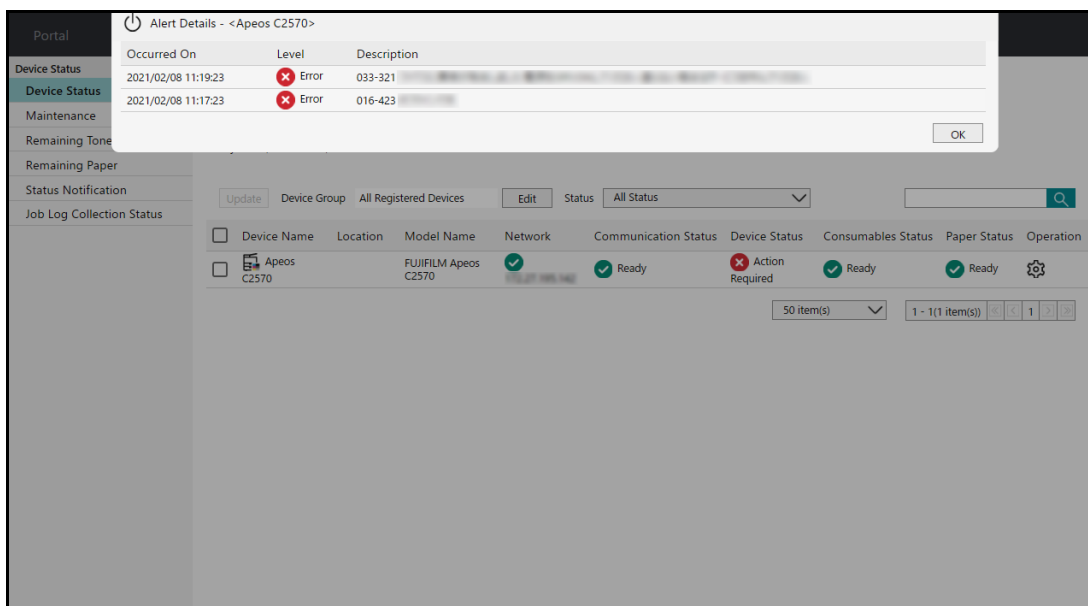 Portal
Alert Details - <Apeos C2570>
Occurred On Level Description
2021/02/08 11:19:23 Error 033-321
2021/02/08 11:17:23 Error 016-423
OK
Device Status
Device Status
Maintenance
Remaining Tone
Remaining Paper
Status Notification
Job Log Collection Status
Update Device Group All Registered Devices Edit Status All Status
Device Name Location Model Name Network Communication Status Device Status Consumables Status Paper Status Operation
Apeos C2570 FUJIFILM Apeos C2570 Ready Action Required Ready Ready
50 item(s) 1 - 1(1 item(s)) 1